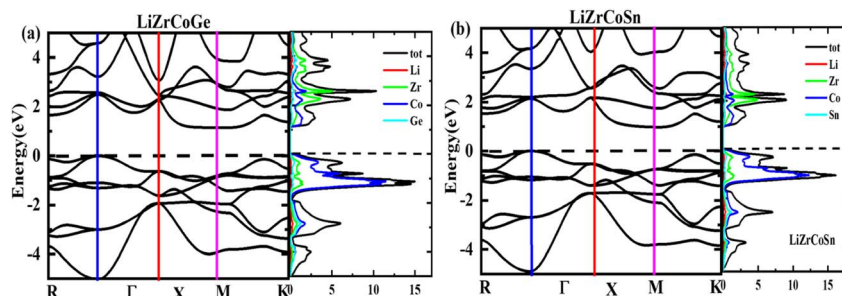 LiZrCoGe
(a)
4
2
0
-2
-4
Energy(eV)
R Γ X M K
tot
Li
Zr
Co
Ge
0 5 10 15
LiZrCoSn
(b)
4
2
0
-2
-4
Energy(eV)
R Γ X M K
tot
Li
Zr
Co
Sn
LiZrCoSn
0 5 10 15